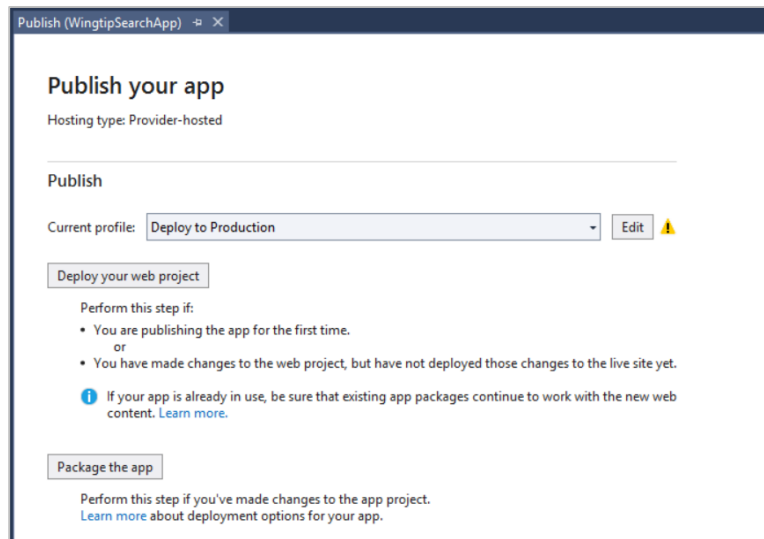 Publish (WingtipSearchApp)
Publish your app
Hosting type: Provider-hosted
Publish
Current profile: Deploy to Production Edit
Deploy your web project
Perform this step if:
• You are publishing the app for the first time.
or
• You have made changes to the web project, but have not deployed those changes to the live site yet.
If your app is already in use, be sure that existing app packages continue to work with the new web
content. Learn more.
Package the app
Perform this step if you've made changes to the app project.
Learn more about deployment options for your app.